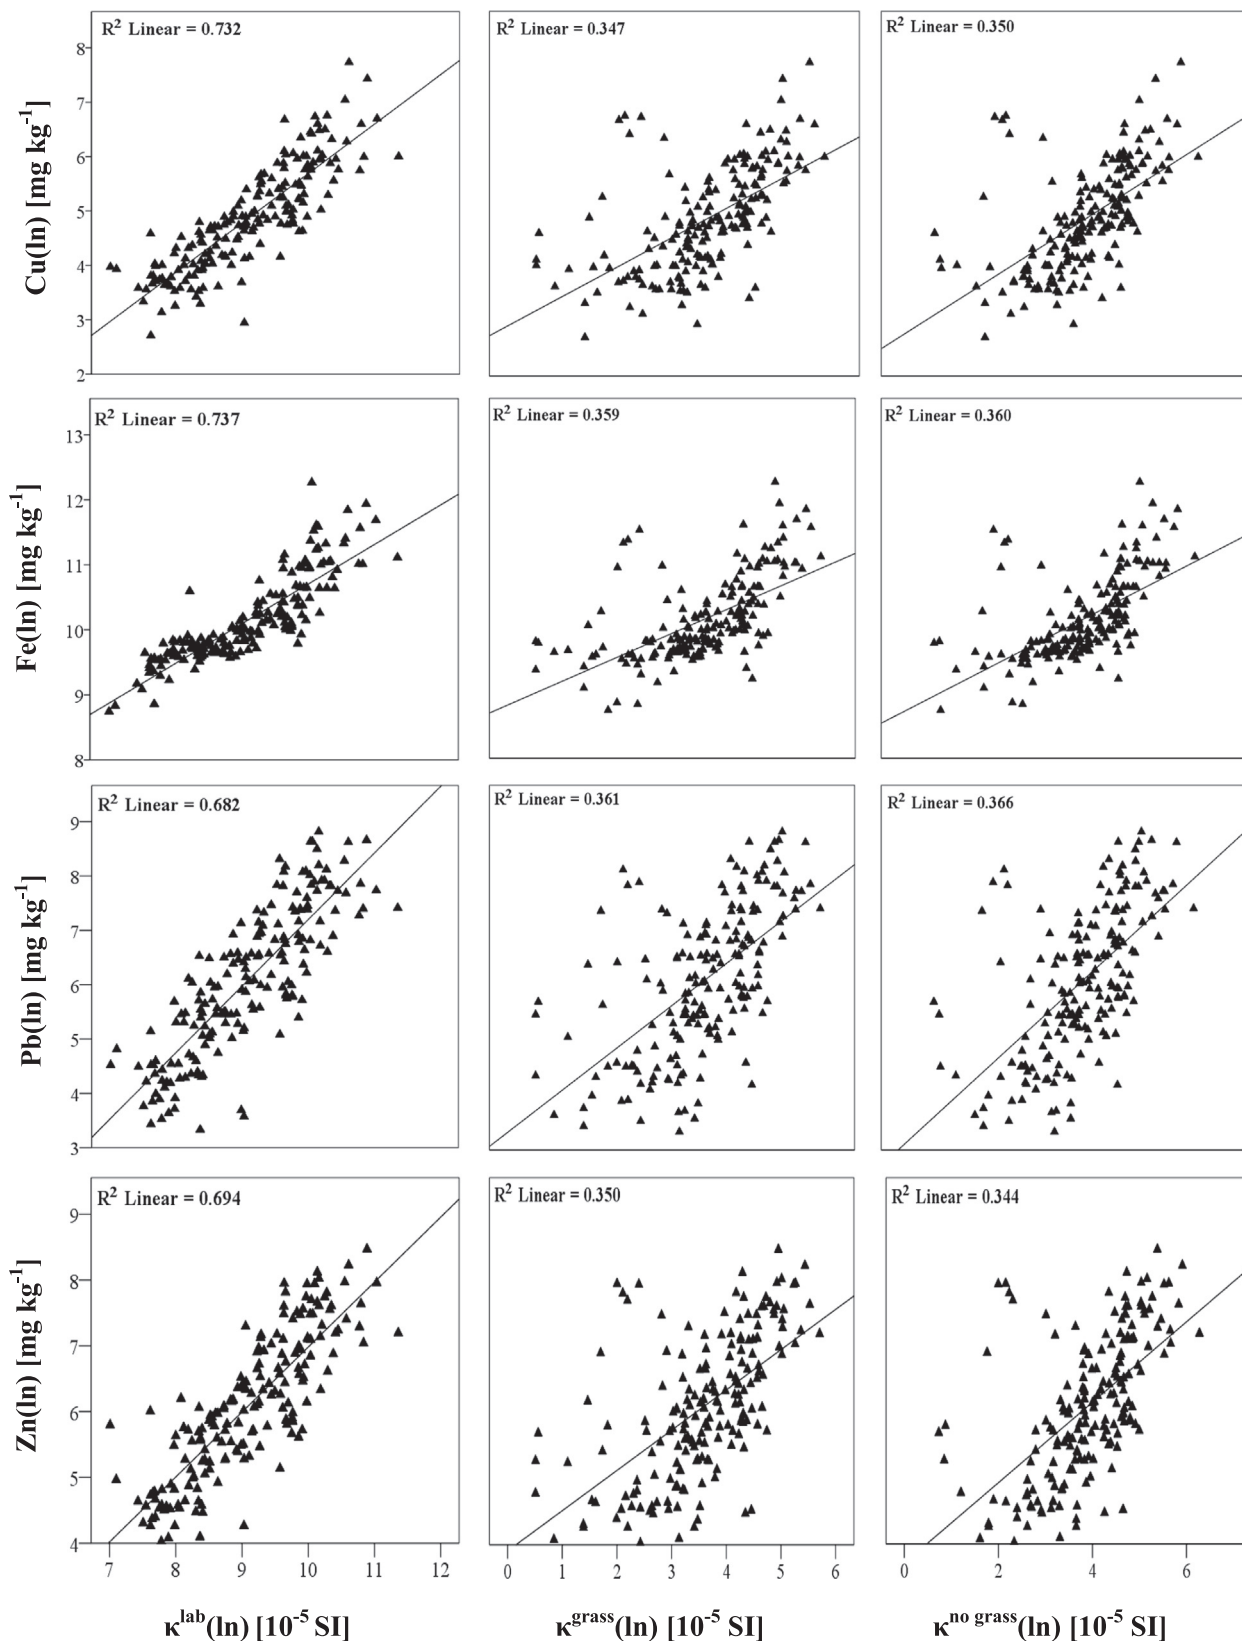 R² Linear = 0.732
R² Linear = 0.347
R² Linear = 0.350
8
7
6
5
4
3
2
Cu(ln) [mg kg⁻¹]
R² Linear = 0.737
R² Linear = 0.359
R² Linear = 0.360
13
12
11
10
9
8
Fe(ln) [mg kg⁻¹]
R² Linear = 0.682
R² Linear = 0.361
R² Linear = 0.366
9
8
7
6
5
4
3
Pb(ln) [mg kg⁻¹]
R² Linear = 0.694
R² Linear = 0.350
R² Linear = 0.344
9
8
7
6
5
4
Zn(ln) [mg kg⁻¹]
7 8 9 10 11 12
0 1 2 3 4 5 6
0 2 4 6
κˡᵃᵇ(ln) [10⁻⁵ SI]
κᵍʳᵃˢˢ(ln) [10⁻⁵ SI]
κⁿᵒ ᵍʳᵃˢˢ(ln) [10⁻⁵ SI]